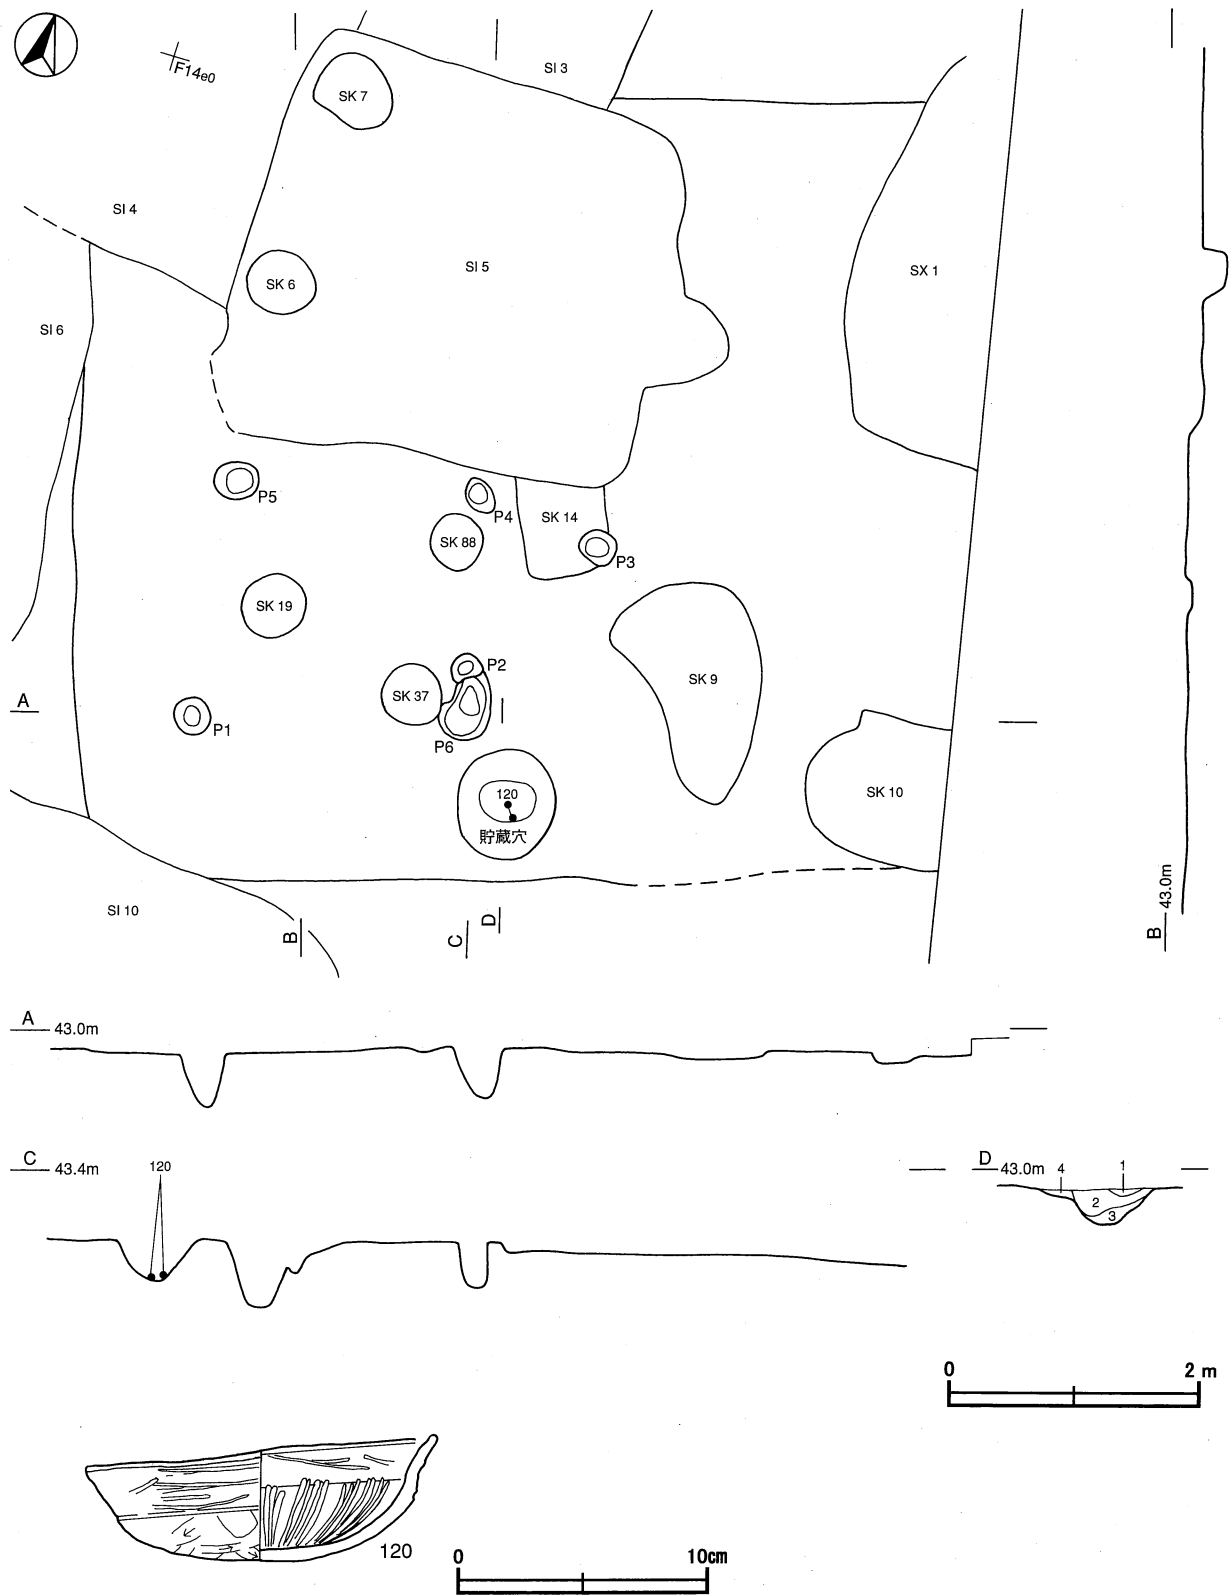 F14e0
SI 3
SK 7
SI 4
SI 5
SK 6
SX 1
SI 6
P5
P4
SK 14
SK 88
P3
SK 19
P2
SK 37
SK 9
A
P1
P6
120
SK 10
貯蔵穴
SI 10
B
C
D
B 43.0m
A 43.0m
C 43.4m
120
D 43.0m
4
1
2
3
0 2 m
120
0 10cm